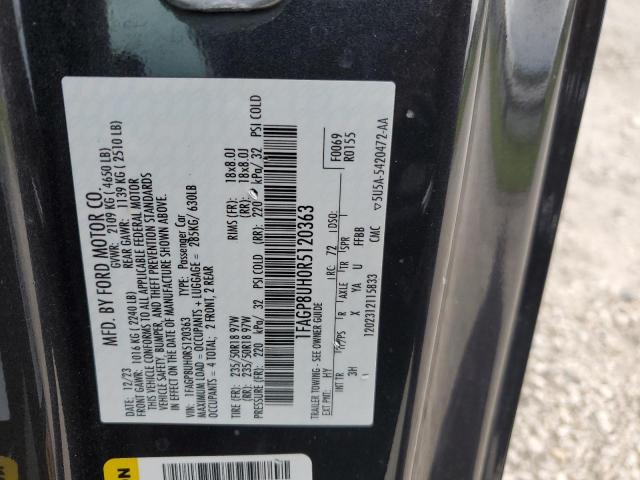 MFD. BY FORD MOTOR CO.
12/23 GVWR: 2109 KG ( 4650 LB)
FRONT GAWR: 1016 KG ( 2240 LB) REAR GAWR: 1139 KG ( 2510 LB)
THIS VEHICLE CONFORMS TO ALL APPLICABLE FEDERAL MOTOR
VEHICLE SAFETY, BUMPER, AND THEFT PREVENTION STANDARDS
IN EFFECT ON THE DATE OF MANUFACTURE SHOWN ABOVE.
VIN: 1FAGP8UH0R5120363 TYPE: Passenger Car
MAXIMUM LOAD = OCCUPANTS + LUGGAGE = 285KG/ 630LB
OCCUPANTS = 4 TOTAL: 2 FRONT, 2 REAR
TIRE (FR): 235/50R18 97W RIMS (FR): 18x8.0J
(RR): 235/50R18 97W (RR): 18x8.0J
PRESSURE (FR): 220 kPa/ 32 PSI COLD (RR): 220 kPa/ 32 PSI COLD
1FAGP8UH0R5120363
TRAILER TOWING - SEE OWNER GUIDE
F0069
R0155
EXT PNT: HY RC: 72 DSO:
INT TR TP/PS R AXLE TR SPR
3H X YA U FFBB
1202312115833 CMC ▽5U5A-5420472-AA